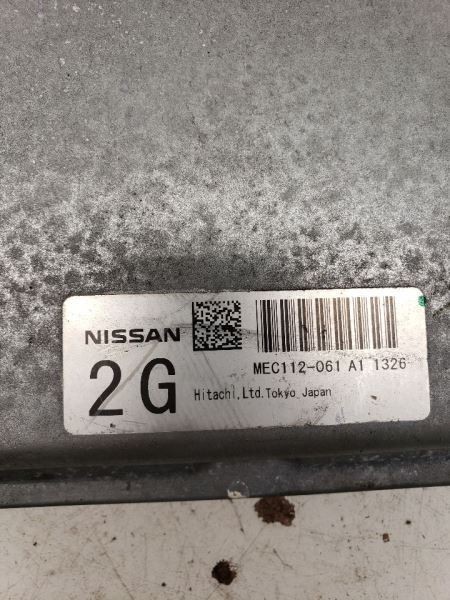 NISSAN
2G
MEC112-061 A1 1326
Hitachi,Ltd.Tokyo Japan